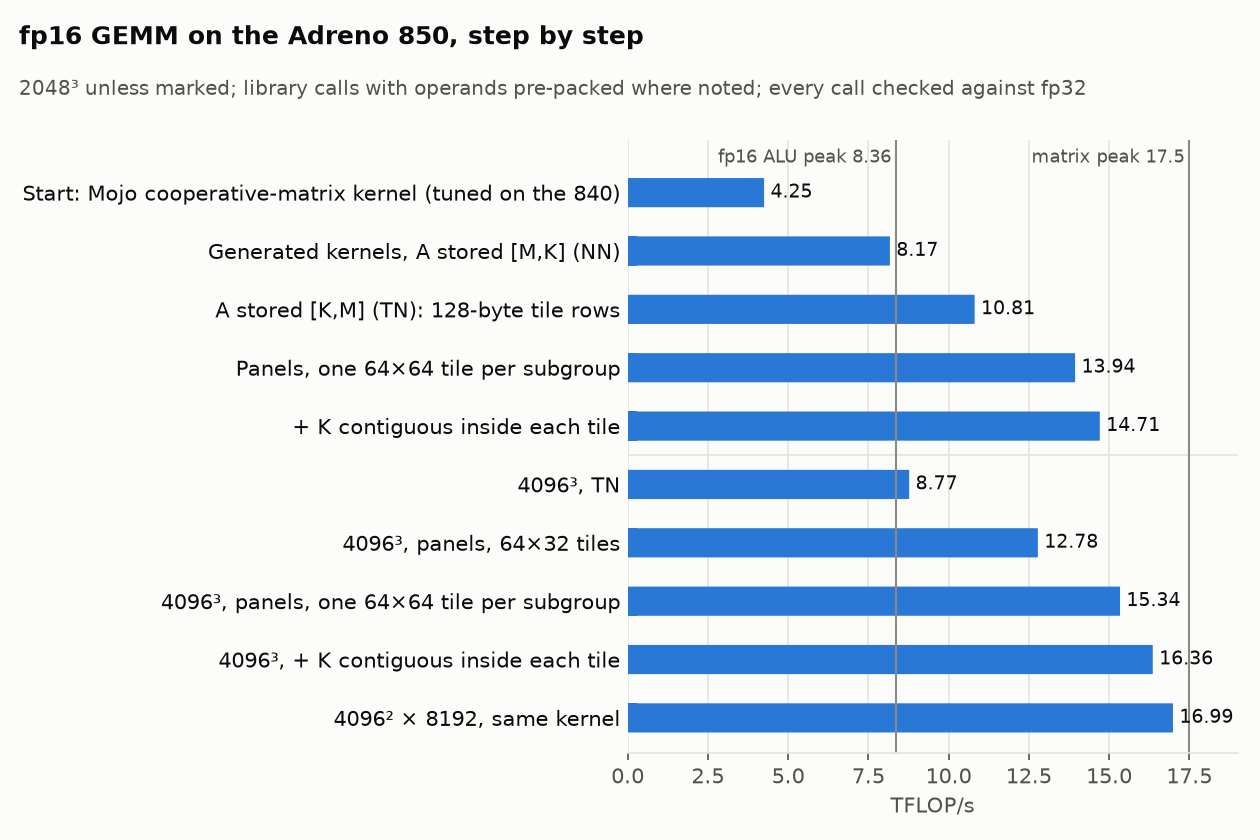 fp16 GEMM on the Adreno 850, step by step
2048³ unless marked; library calls with operands pre-packed where noted; every call checked against fp32
fp16 ALU peak 8.36
matrix peak 17.5
Start: Mojo cooperative-matrix kernel (tuned on the 840) 4.25
Generated kernels, A stored [M,K] (NN) 8.17
A stored [K,M] (TN): 128-byte tile rows 10.81
Panels, one 64×64 tile per subgroup 13.94
+ K contiguous inside each tile 14.71
4096³, TN 8.77
4096³, panels, 64×32 tiles 12.78
4096³, panels, one 64×64 tile per subgroup 15.34
4096³, + K contiguous inside each tile 16.36
4096² × 8192, same kernel 16.99
0.0 2.5 5.0 7.5 10.0 12.5 15.0 17.5
TFLOP/s